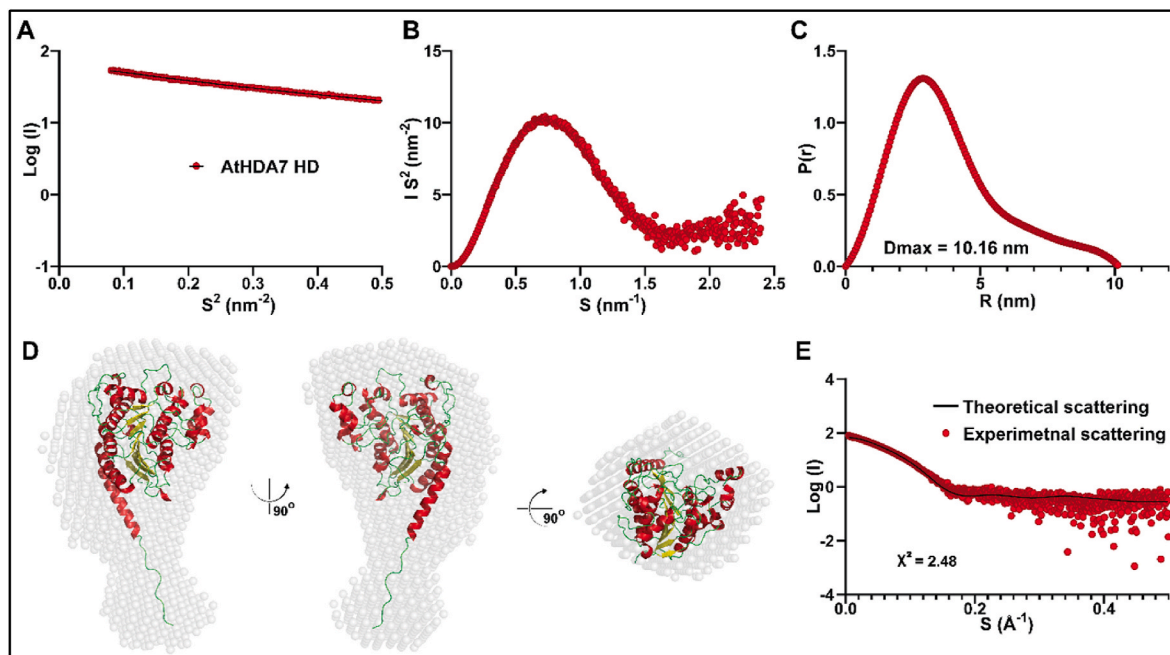 A
Log (I)
2
1
0
-1
0.0 0.1 0.2 0.3 0.4 0.5
S² (nm⁻²)
AtHDA7 HD
B
I S² (nm⁻²)
15
10
5
0
0.0 0.5 1.0 1.5 2.0 2.5
S (nm⁻¹)
C
P(r)
1.5
1.0
0.5
0.0
0 5 10
R (nm)
Dmax = 10.16 nm
D
90°
90°
E
Log(I)
4
2
0
-2
-4
0.0 0.2 0.4
S (Å⁻¹)
Theoretical scattering
Experimetnal scattering
χ² = 2.48